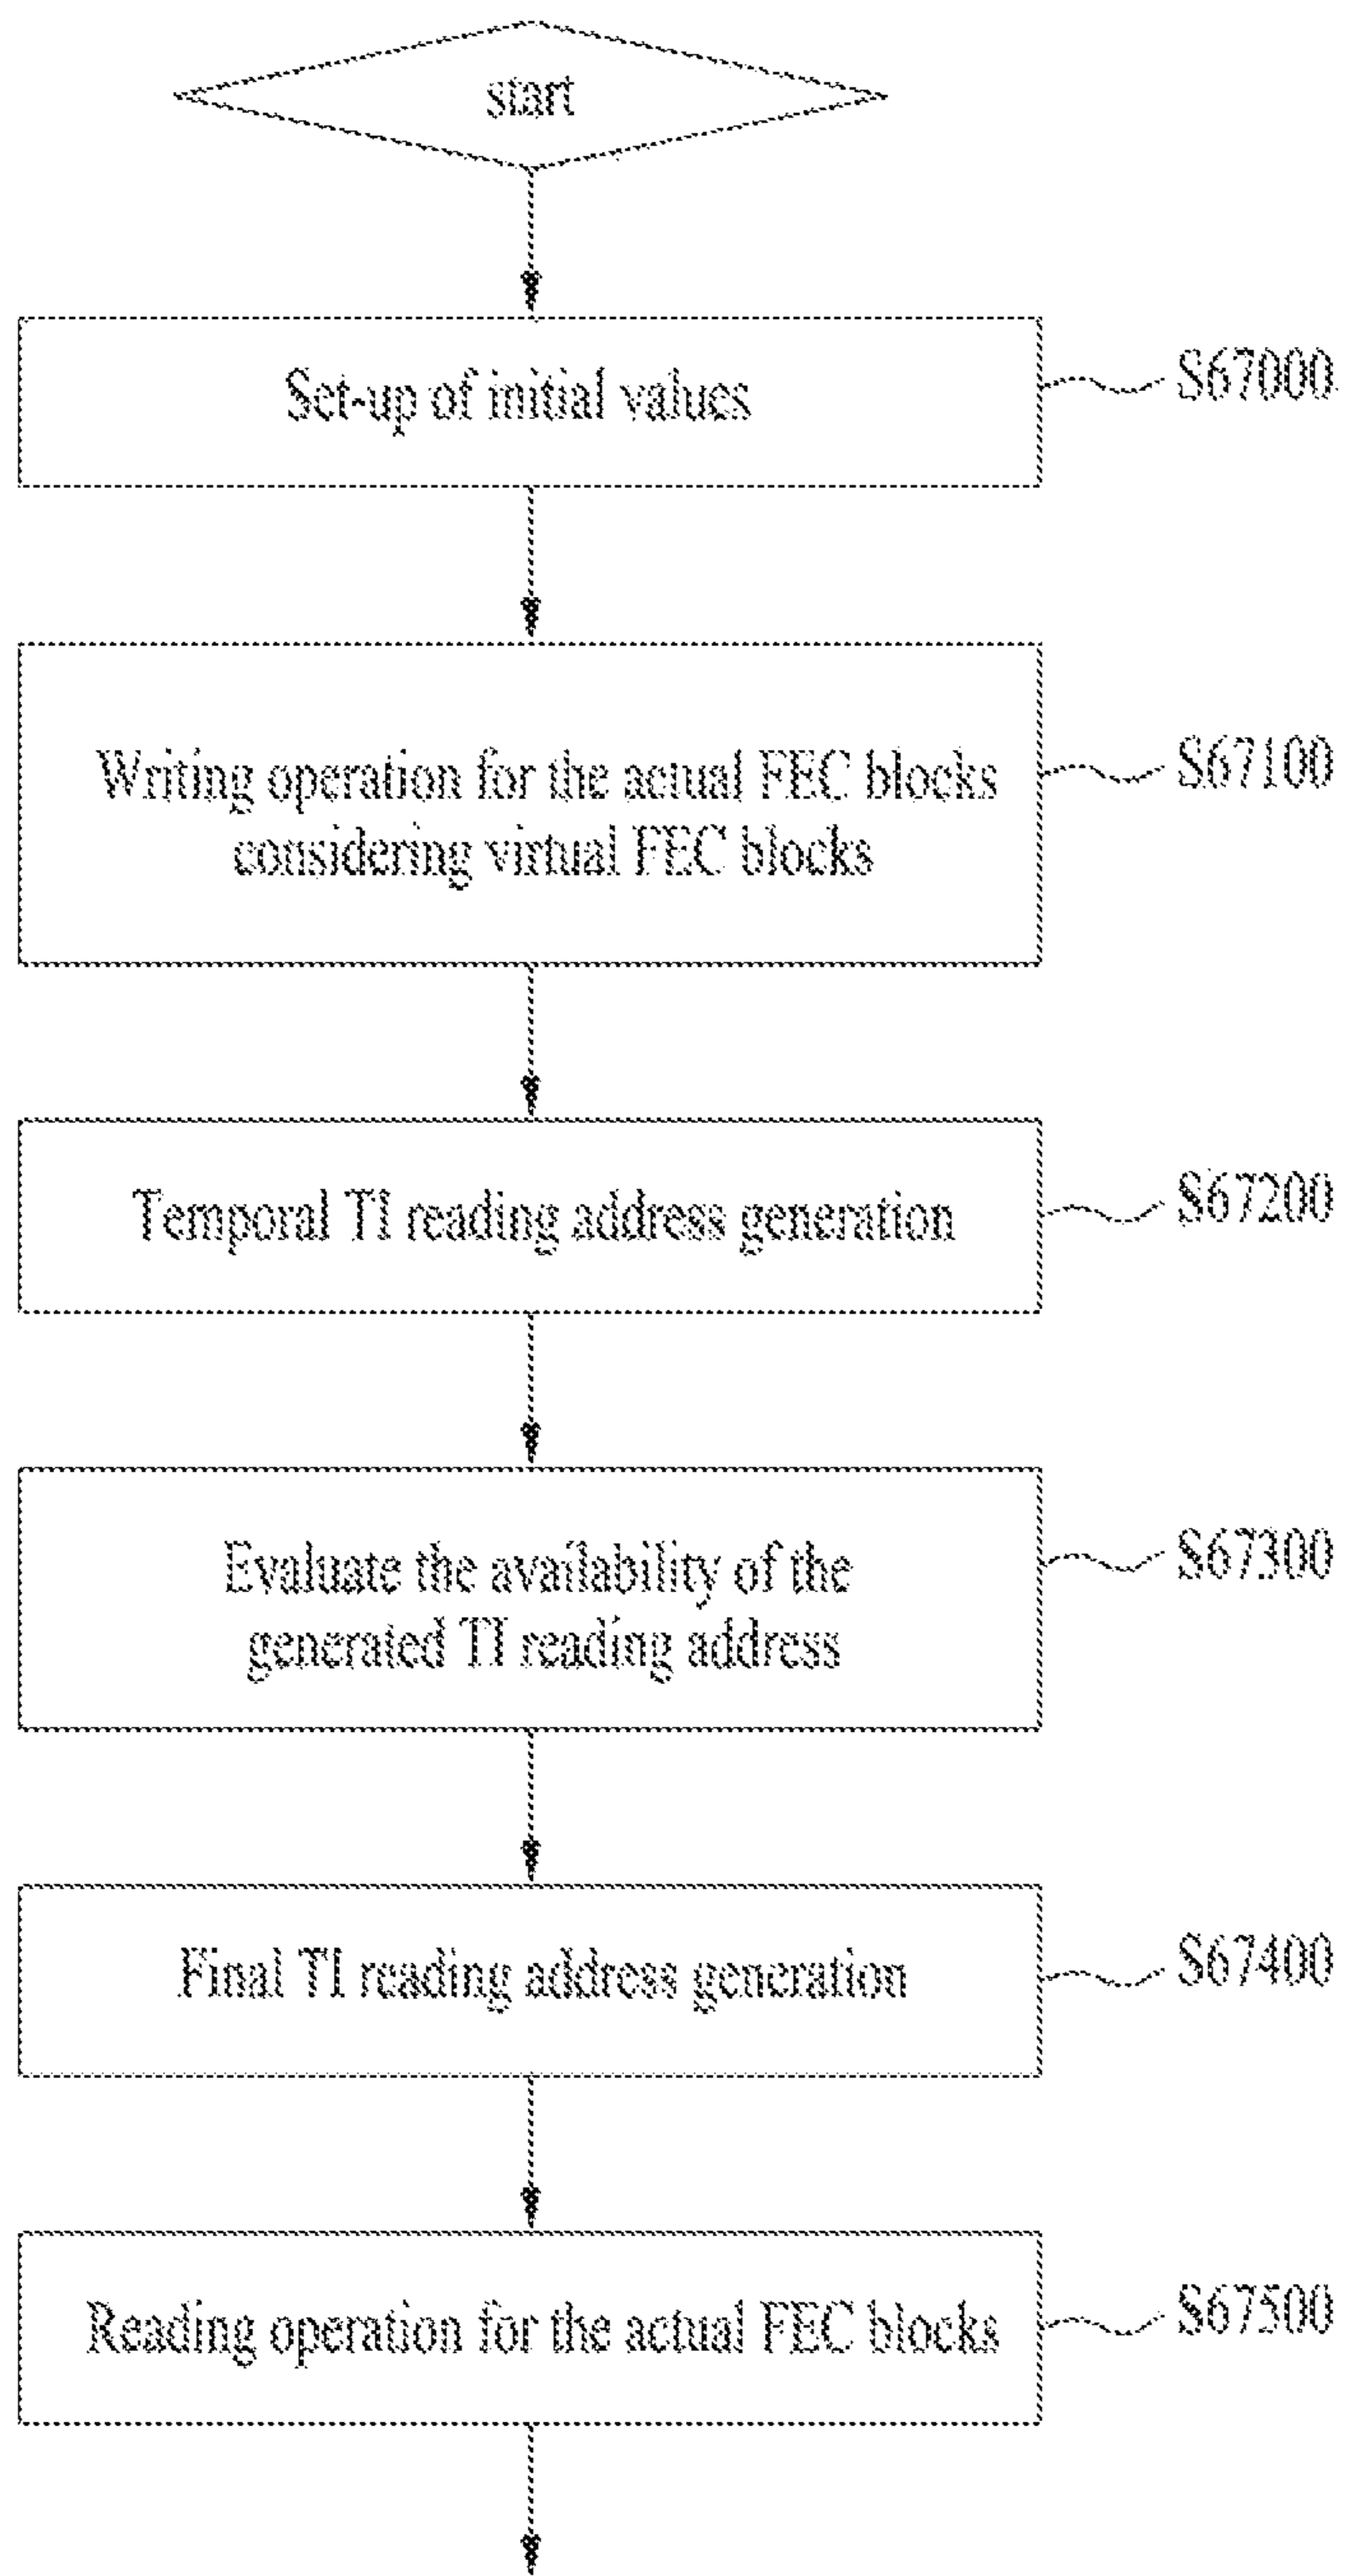 start
Set-up of initial values
S67000
Writing operation for the actual FEC blocks
considering virtual FEC blocks
S67100
Temporal TI reading address generation
S67200
Evaluate the availability of the
generated TI reading address
S67300
Final TI reading address generation
S67400
Reading operation for the actual FEC blocks
S67500